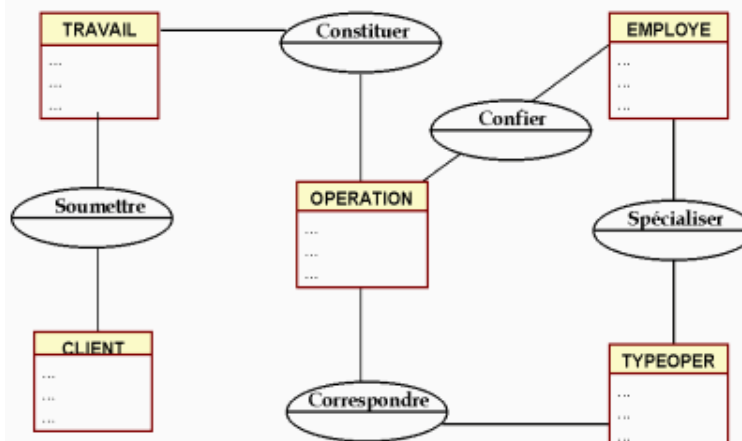 TRAVAIL
...
...
...
Constituer
EMPLOYE
...
...
...
Confier
Soumettre
OPERATION
...
...
...
Spécialiser
CLIENT
...
...
...
Correspondre
TYPEOPER
...
...
...